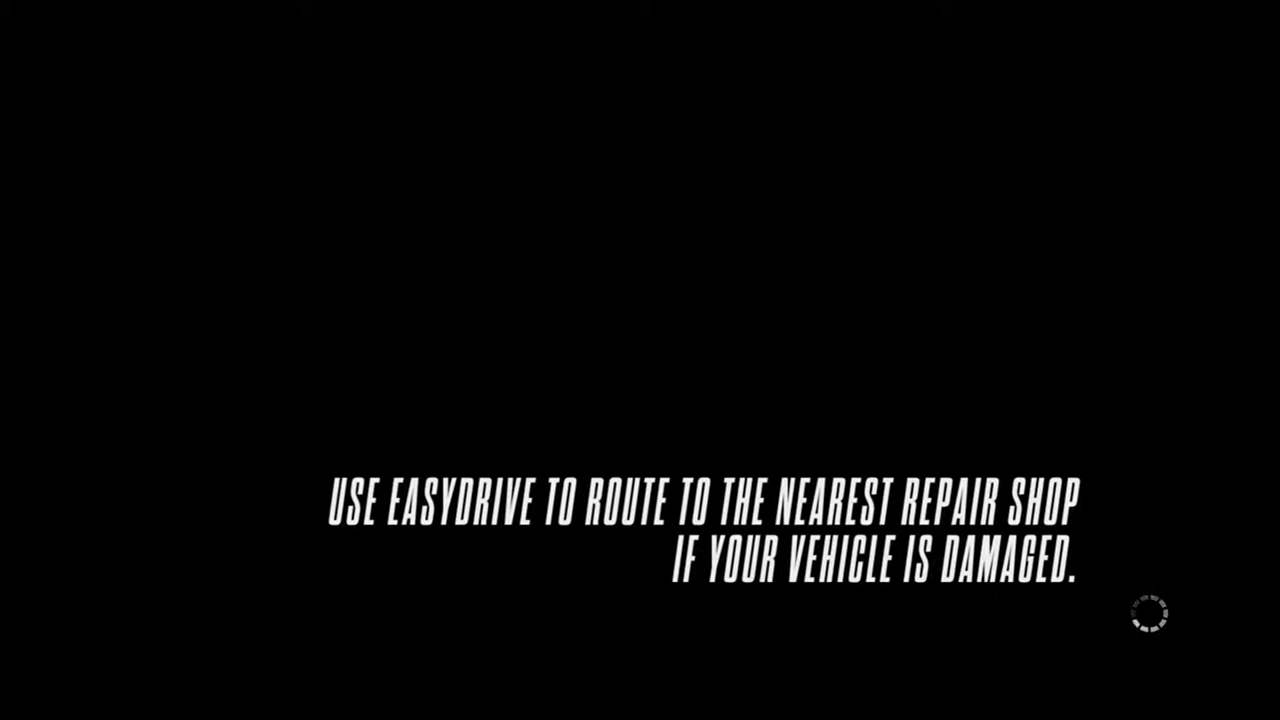 USE EASYDRIVE TO ROUTE TO THE NEAREST REPAIR SHOP
IF YOUR VEHICLE IS DAMAGED.